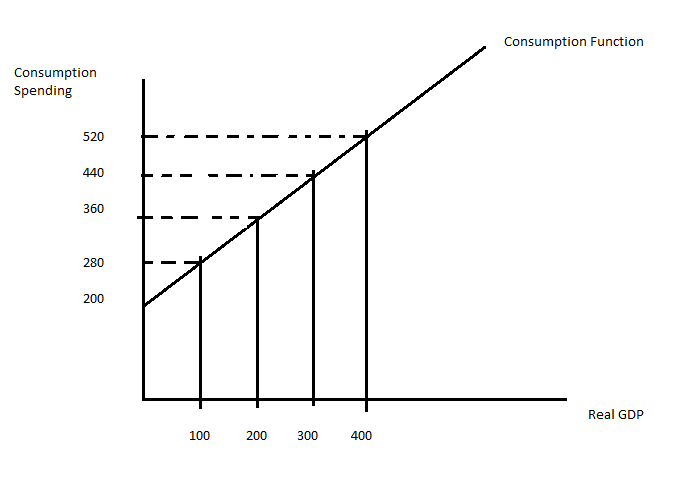 Consumption Function
Consumption
Spending
520
440
360
280
200
Real GDP
100 200 300 400